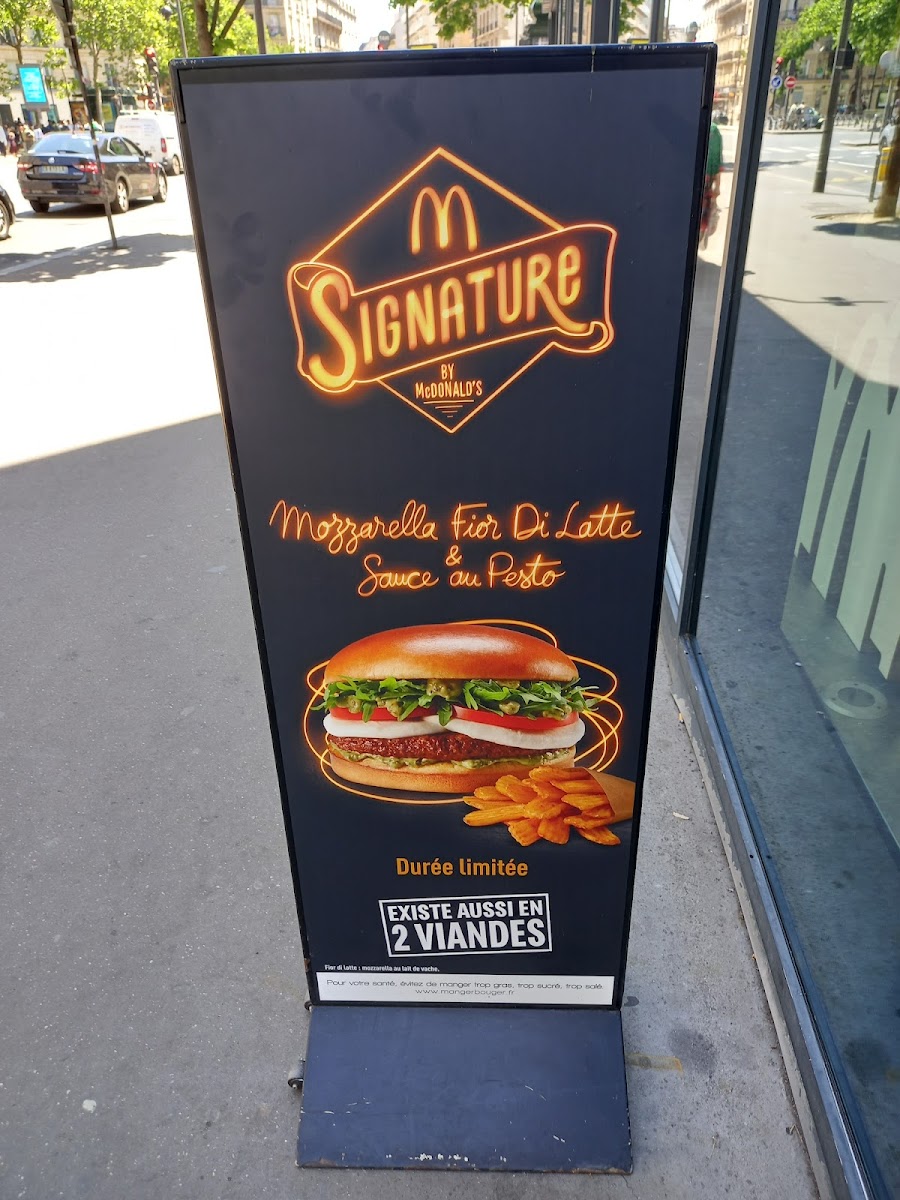 SIGNATURE
BY
McDONALD'S
Mozzarella Fior Di Latte
&
Sauce au Pesto
Durée limitée
EXISTE AUSSI EN
2 VIANDES
Fior di latte : mozzarella au lait de vache.
Pour votre santé, évitez de manger trop gras, trop sucré, trop salé.
www.mangerbouger.fr